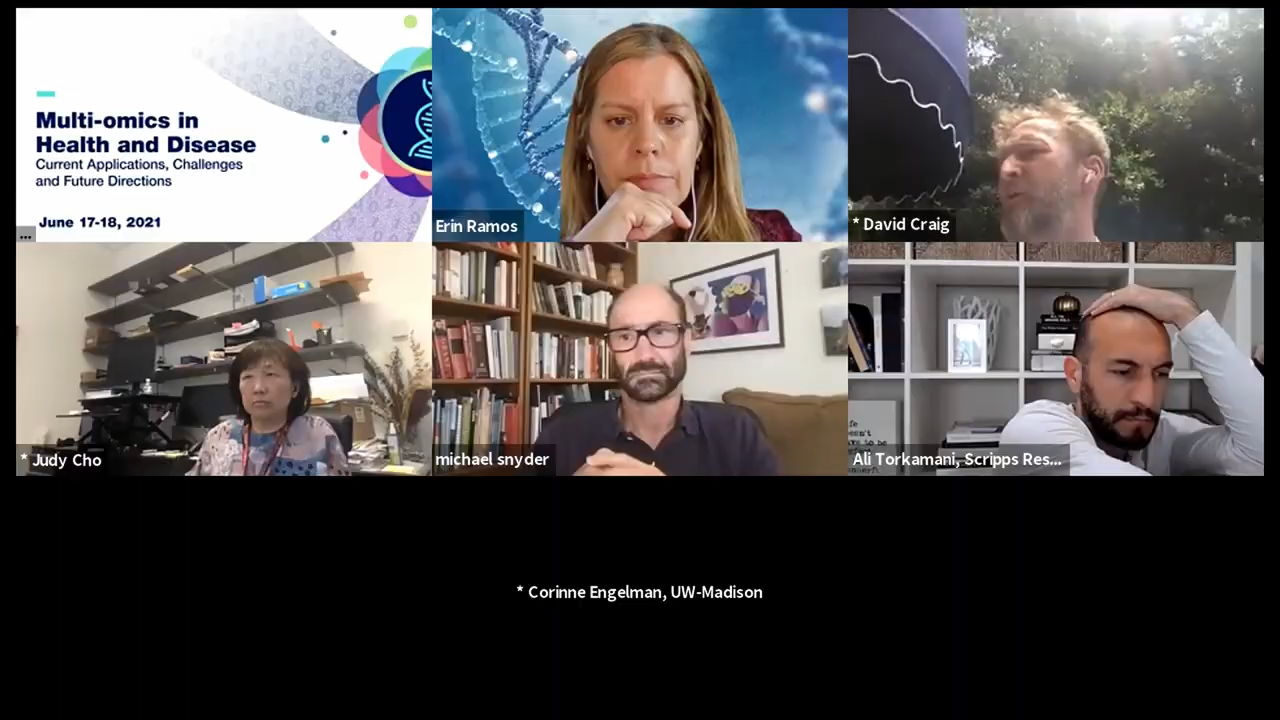 Multi-omics in
Health and Disease
Current Applications, Challenges
and Future Directions
June 17-18, 2021
...
Erin Ramos
* David Craig
* Judy Cho
michael snyder
Ali Torkamani, Scripps Res...
* Corinne Engelman, UW-Madison